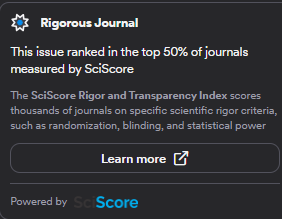 Rigorous Journal
This issue ranked in the top 50% of journals
measured by SciScore
The SciScore Rigor and Transparency Index scores
thousands of journals on specific scientific rigor criteria,
such as randomization, blinding, and statistical power
Learn more
Powered by SciScore